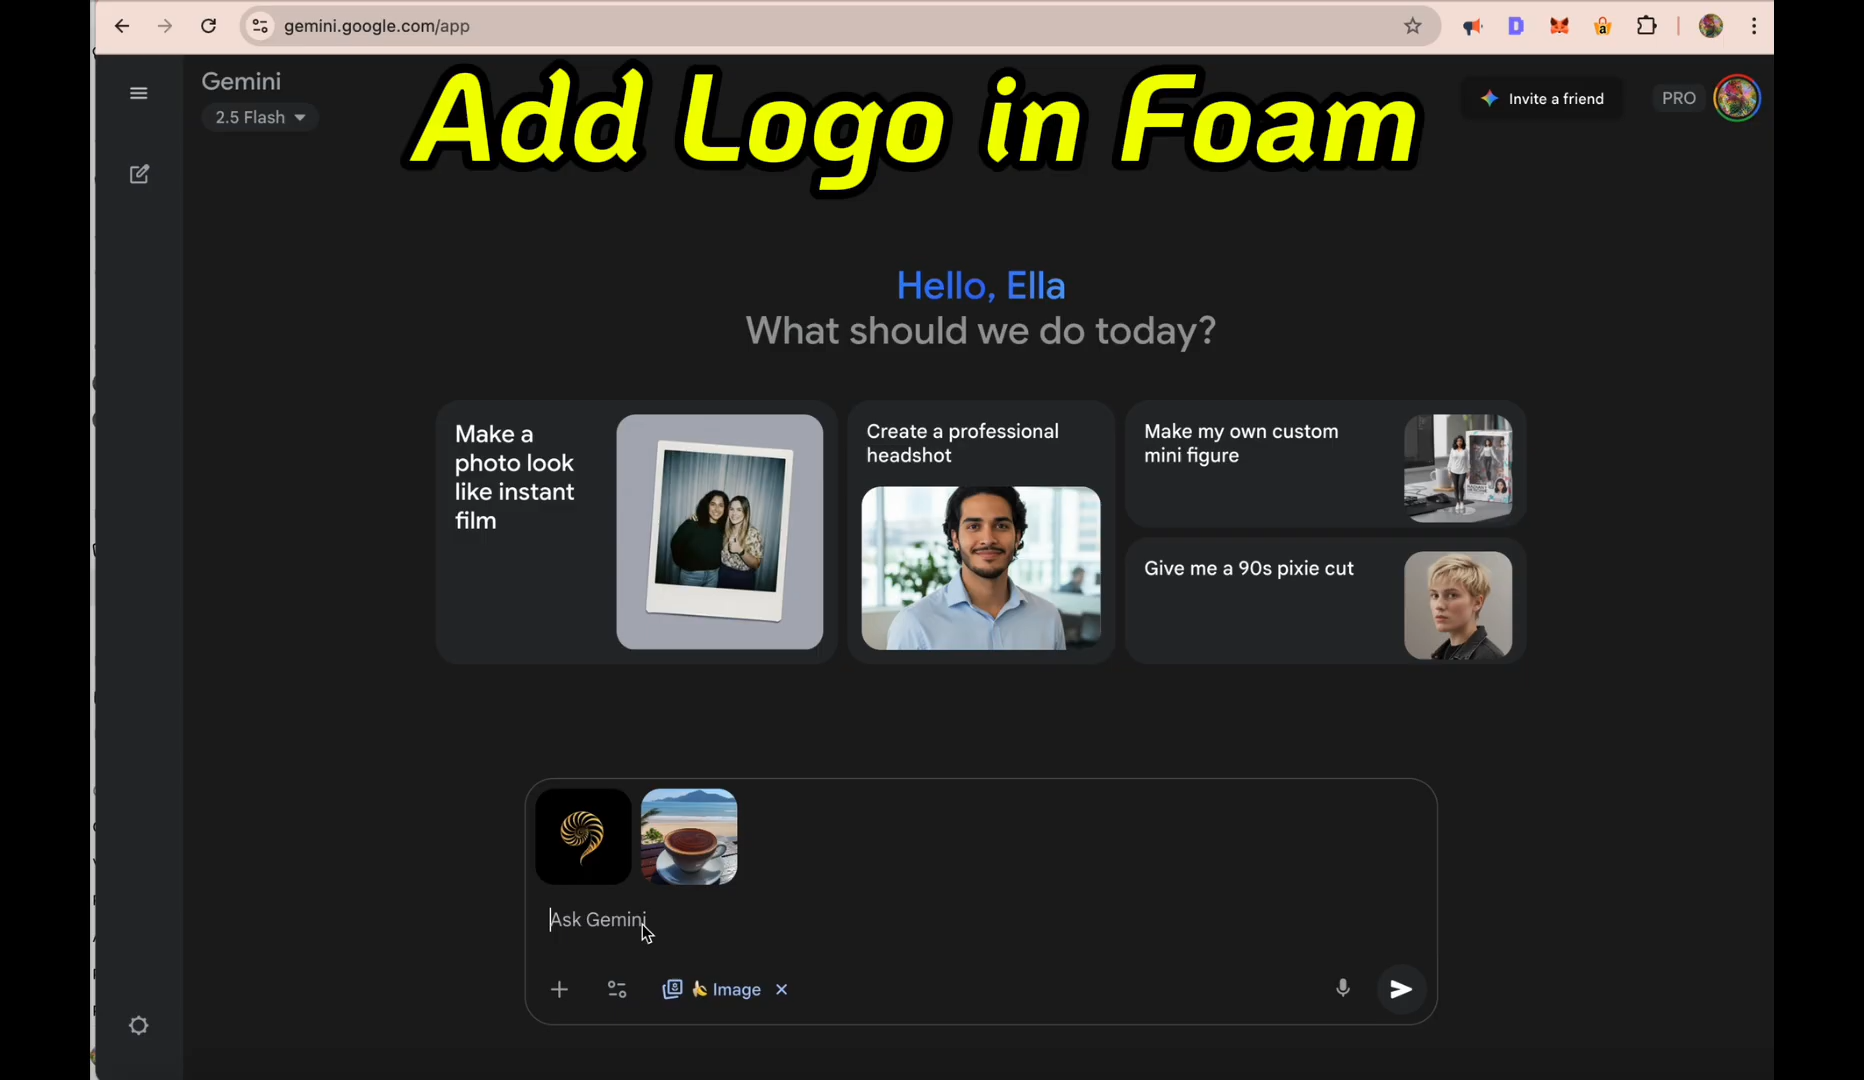 gemini.google.com/app
Gemini
2.5 Flash
Add Logo in Foam
Invite a friend
PRO
Hello, Ella
What should we do today?
Make a
photo look
like instant
film
Create a professional
headshot
Make my own custom
mini figure
Give me a 90s pixie cut
Ask Gemini
Image